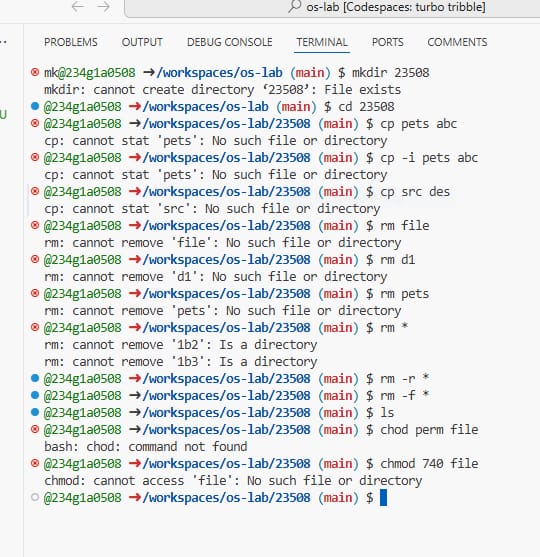 os-lab [Codespaces: turbo tribble]
PROBLEMS OUTPUT DEBUG CONSOLE TERMINAL PORTS COMMENTS
U
mk@234g1a0508 ➜/workspaces/os-lab (main) $ mkdir 23508
mkdir: cannot create directory ‘23508’: File exists
@234g1a0508 ➜/workspaces/os-lab (main) $ cd 23508
@234g1a0508 ➜/workspaces/os-lab/23508 (main) $ cp pets abc
cp: cannot stat 'pets': No such file or directory
@234g1a0508 ➜/workspaces/os-lab/23508 (main) $ cp -i pets abc
cp: cannot stat 'pets': No such file or directory
@234g1a0508 ➜/workspaces/os-lab/23508 (main) $ cp src des
cp: cannot stat 'src': No such file or directory
@234g1a0508 ➜/workspaces/os-lab/23508 (main) $ rm file
rm: cannot remove 'file': No such file or directory
@234g1a0508 ➜/workspaces/os-lab/23508 (main) $ rm d1
rm: cannot remove 'd1': No such file or directory
@234g1a0508 ➜/workspaces/os-lab/23508 (main) $ rm pets
rm: cannot remove 'pets': No such file or directory
@234g1a0508 ➜/workspaces/os-lab/23508 (main) $ rm *
rm: cannot remove '1b2': Is a directory
rm: cannot remove '1b3': Is a directory
@234g1a0508 ➜/workspaces/os-lab/23508 (main) $ rm -r *
@234g1a0508 ➜/workspaces/os-lab/23508 (main) $ rm -f *
@234g1a0508 ➜/workspaces/os-lab/23508 (main) $ ls
@234g1a0508 ➜/workspaces/os-lab/23508 (main) $ chod perm file
bash: chod: command not found
@234g1a0508 ➜/workspaces/os-lab/23508 (main) $ chmod 740 file
chmod: cannot access 'file': No such file or directory
@234g1a0508 ➜/workspaces/os-lab/23508 (main) $